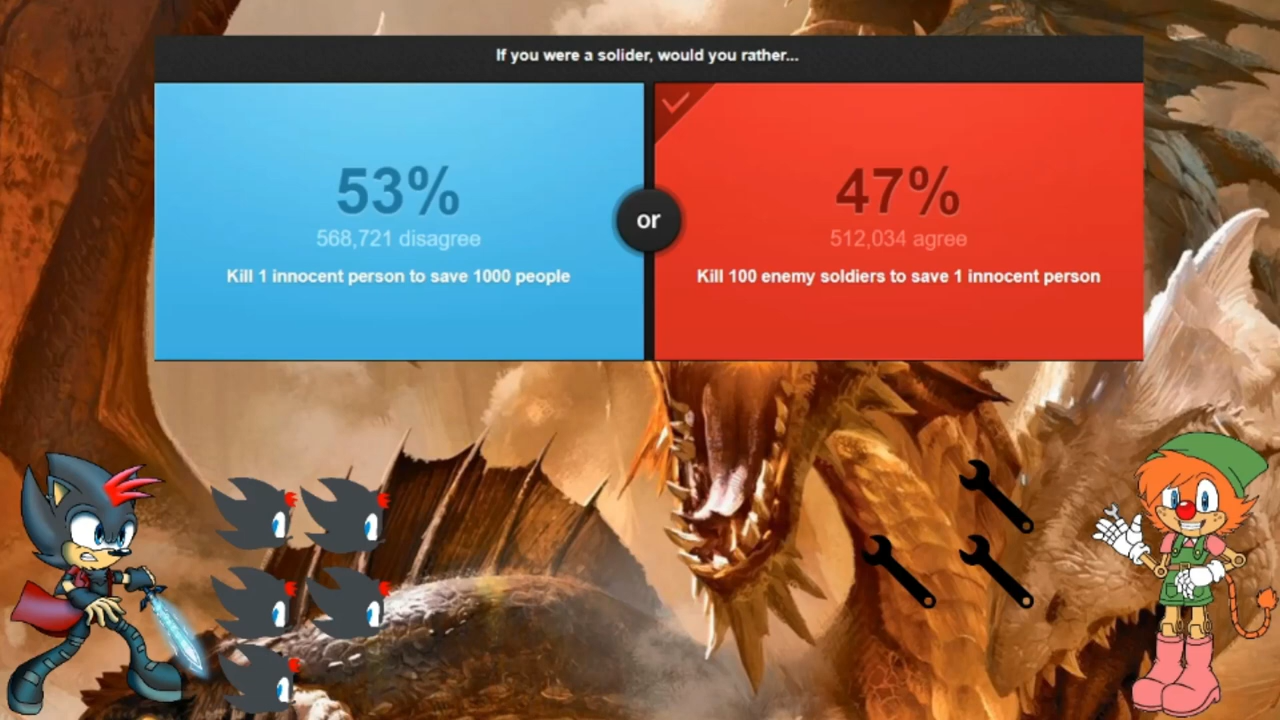 If you were a solider, would you rather...
53%
568,721 disagree
Kill 1 innocent person to save 1000 people
or
47%
512,034 agree
Kill 100 enemy soldiers to save 1 innocent person